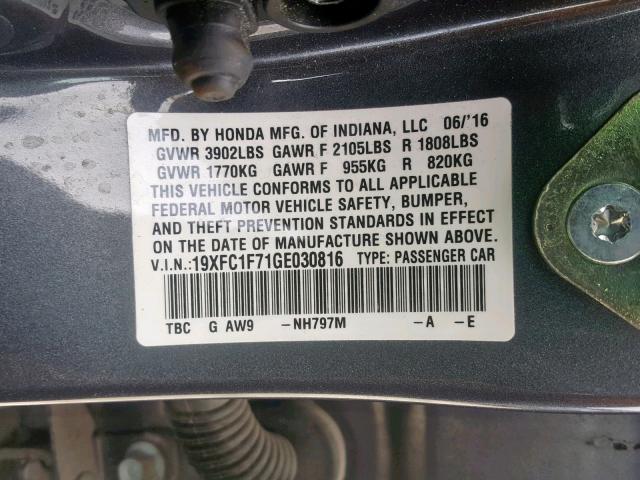 MFD. BY HONDA MFG. OF INDIANA, LLC 06/'16
GVWR 3902LBS GAWR F 2105LBS R 1808LBS
GVWR 1770KG GAWR F 955KG R 820KG
THIS VEHICLE CONFORMS TO ALL APPLICABLE
FEDERAL MOTOR VEHICLE SAFETY, BUMPER,
AND THEFT PREVENTION STANDARDS IN EFFECT
ON THE DATE OF MANUFACTURE SHOWN ABOVE.
V.I.N.:19XFC1F71GE030816 TYPE: PASSENGER CAR
TBC G AW9 -NH797M -A -E